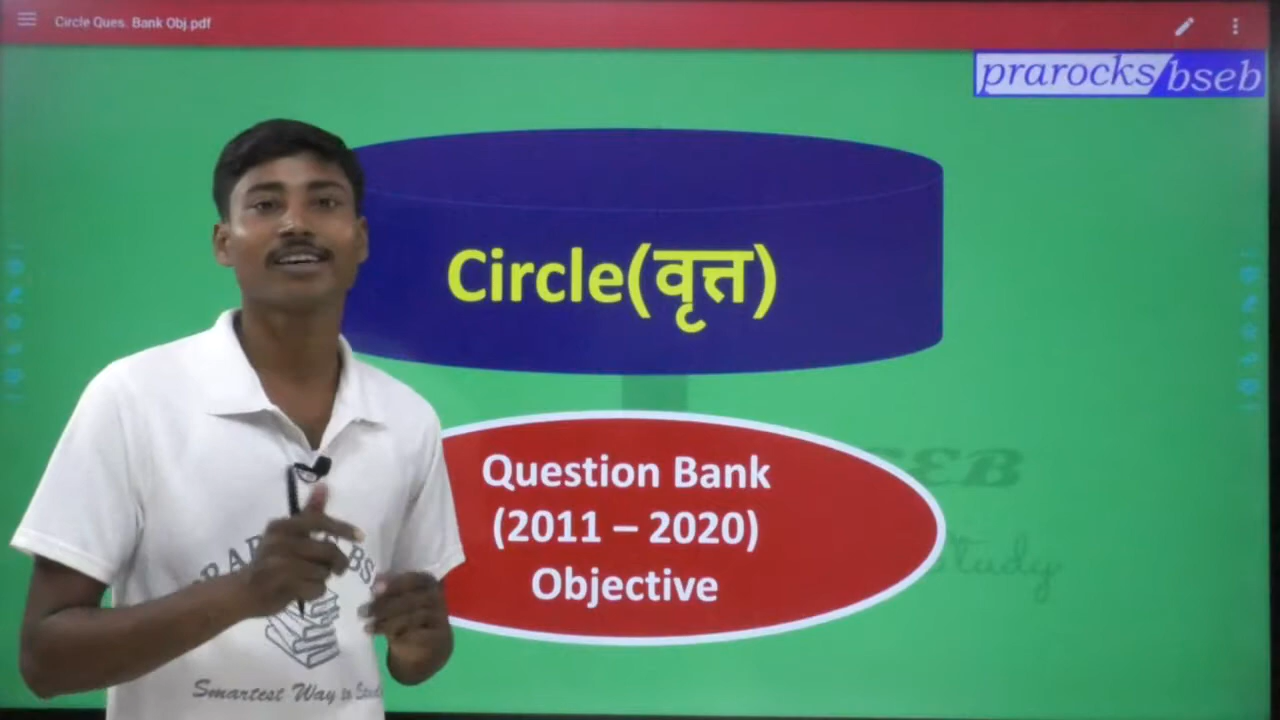 Circle Ques. Bank Obj.pdf
prarocks/bseb
Circle(वृत्त)
Question Bank
(2011 – 2020)
Objective
Study
Smartest Way to